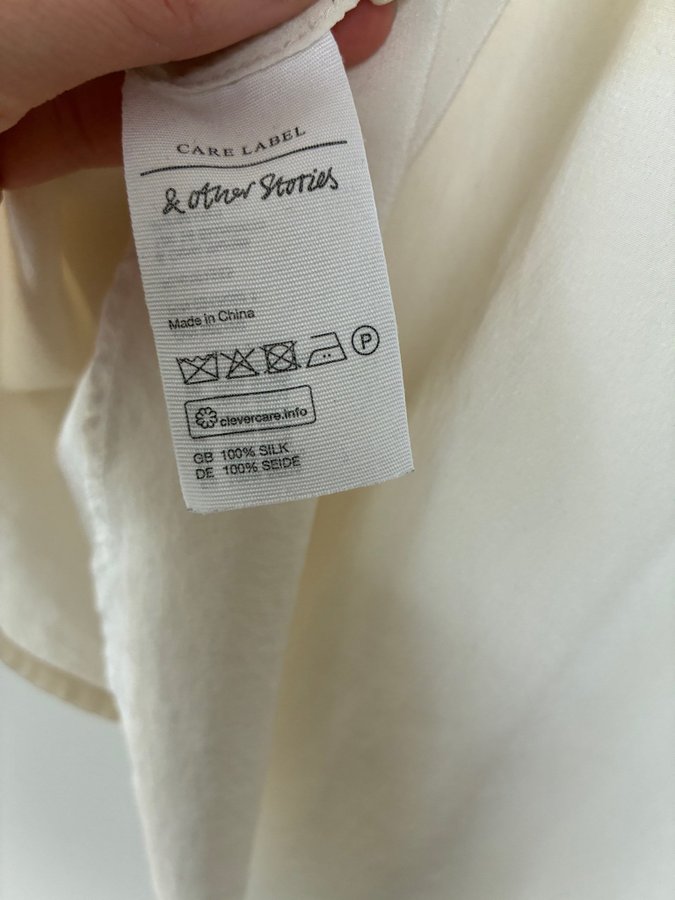 CARE LABEL
& other Stories
Made in China
P
clevercare.info
GB 100% SILK
DE 100% SEIDE